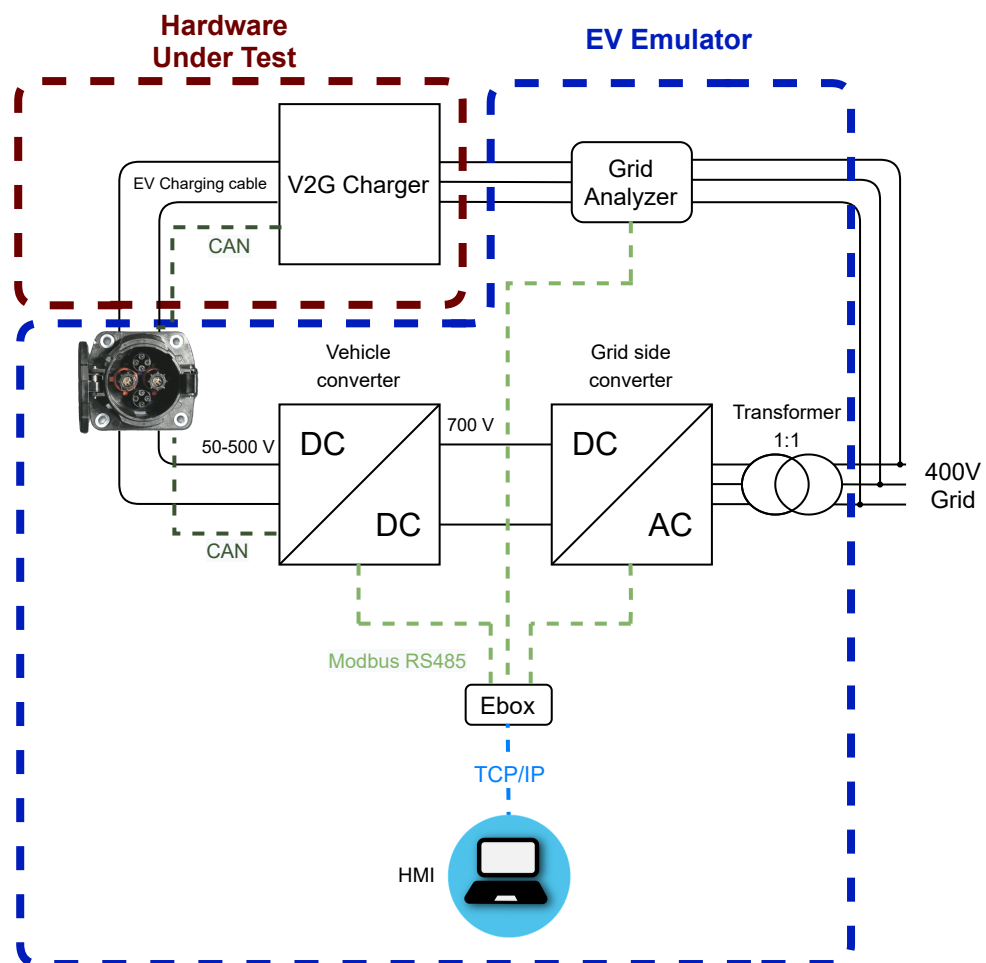 Hardware
Under Test
EV Emulator
EV Charging cable
V2G Charger
Grid
Analyzer
CAN
Vehicle
converter
Grid side
converter
Transformer
1:1
50-500 V
DC
DC
700 V
DC
AC
400V
Grid
CAN
Modbus RS485
Ebox
TCP/IP
HMI